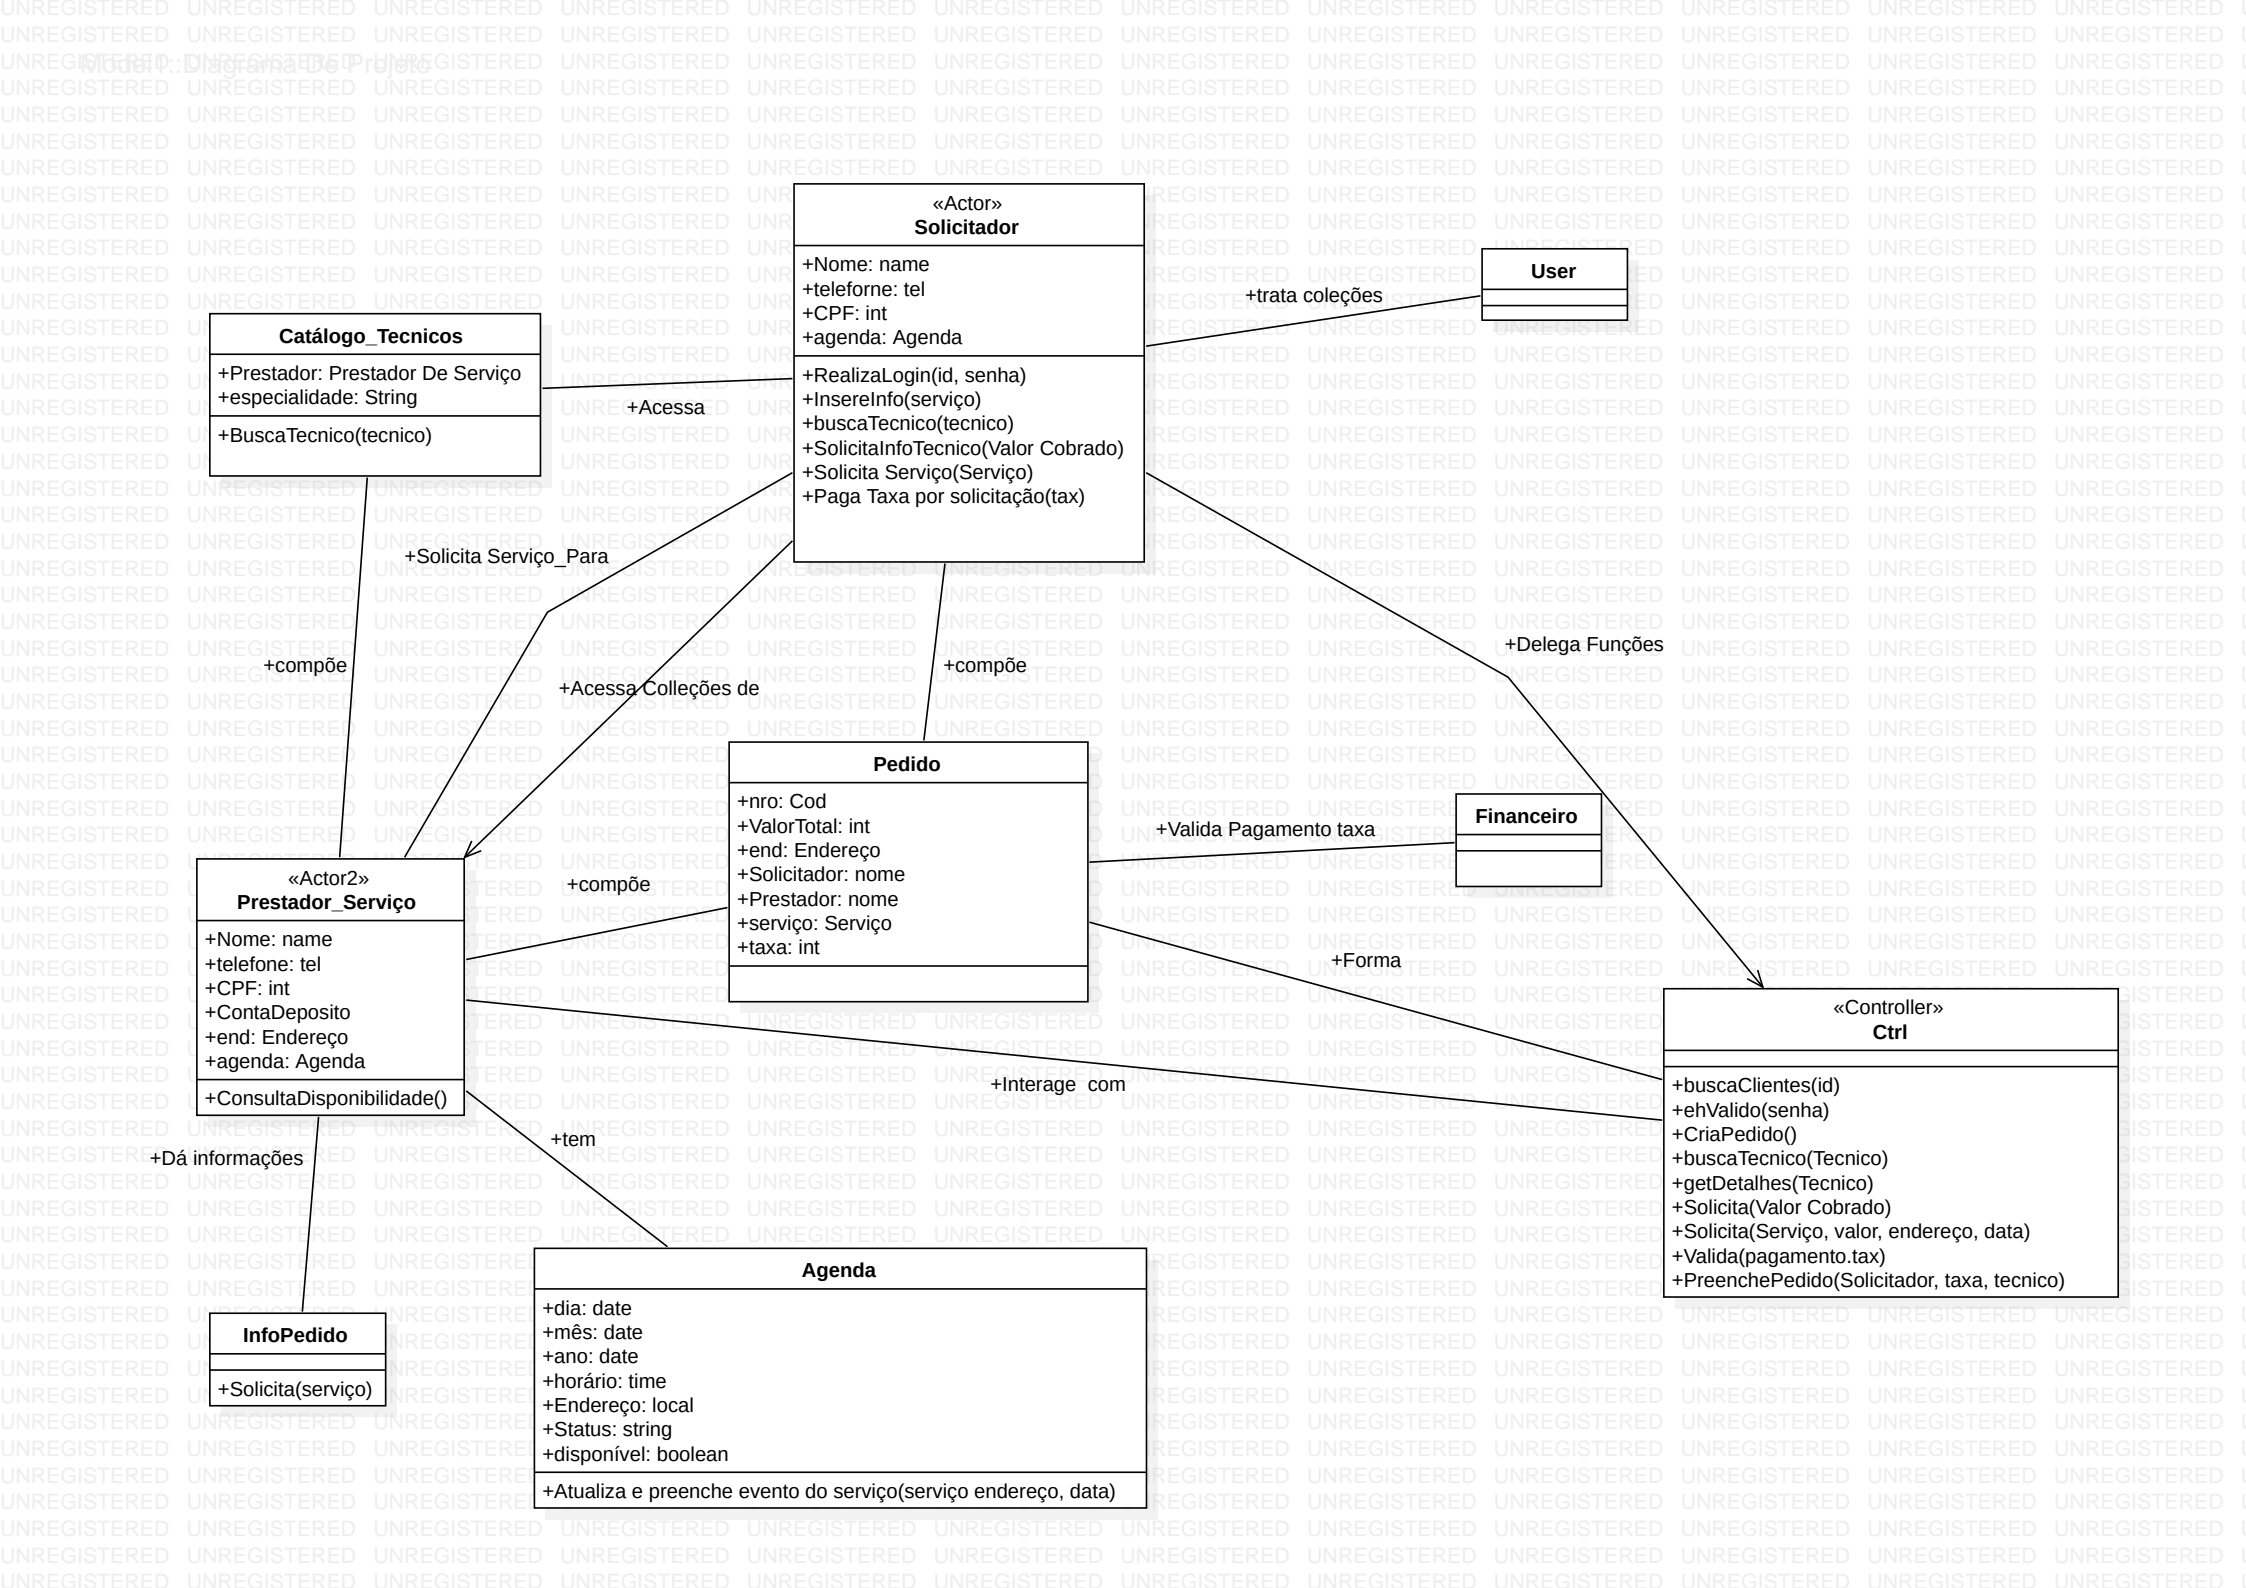 Model1::Diagrama De Projeto
«Actor»
Solicitador
+Nome: name
+teleforne: tel
+CPF: int
+agenda: Agenda
+RealizaLogin(id, senha)
+InsereInfo(serviço)
+buscaTecnico(tecnico)
+SolicitaInfoTecnico(Valor Cobrado)
+Solicita Serviço(Serviço)
+Paga Taxa por solicitação(tax)
User
+trata coleções
Catálogo_Tecnicos
+Prestador: Prestador De Serviço
+especialidade: String
+BuscaTecnico(tecnico)
+Acessa
+Solicita Serviço_Para
+compõe
+Acessa Colleções de
+compõe
+Delega Funções
Pedido
+nro: Cod
+ValorTotal: int
+end: Endereço
+Solicitador: nome
+Prestador: nome
+serviço: Serviço
+taxa: int
+Valida Pagamento taxa
Financeiro
«Actor2»
Prestador_Serviço
+Nome: name
+telefone: tel
+CPF: int
+ContaDeposito
+end: Endereço
+agenda: Agenda
+ConsultaDisponibilidade()
+compõe
+Forma
+Interage  com
«Controller»
Ctrl
+buscaClientes(id)
+ehValido(senha)
+CriaPedido()
+buscaTecnico(Tecnico)
+getDetalhes(Tecnico)
+Solicita(Valor Cobrado)
+Solicita(Serviço, valor, endereço, data)
+Valida(pagamento.tax)
+PreenchePedido(Solicitador, taxa, tecnico)
+Dá informações
+tem
InfoPedido
+Solicita(serviço)
Agenda
+dia: date
+mês: date
+ano: date
+horário: time
+Endereço: local
+Status: string
+disponível: boolean
+Atualiza e preenche evento do serviço(serviço endereço, data)
UNREGISTERED